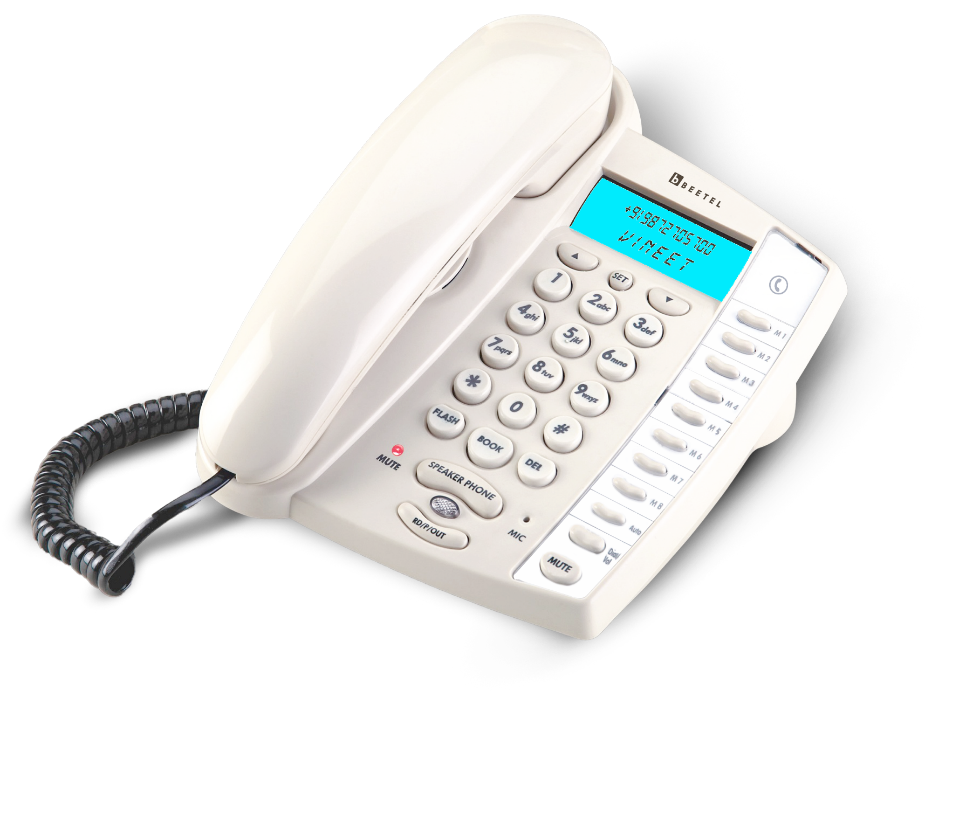 BEETEL
+919872705700
VINEET
▲
SET
▼
1
2abc
3def
4ghi
5jkl
6mno
7pqrs
8tuv
9wxyz
*
0
#
FLASH
BOOK
DEL
MUTE
SPEAKER PHONE
RD/P/OUT
MIC
M 1
M 2
M 3
M 4
M 5
M 6
M 7
M 8
Auto
Vol
MUTE